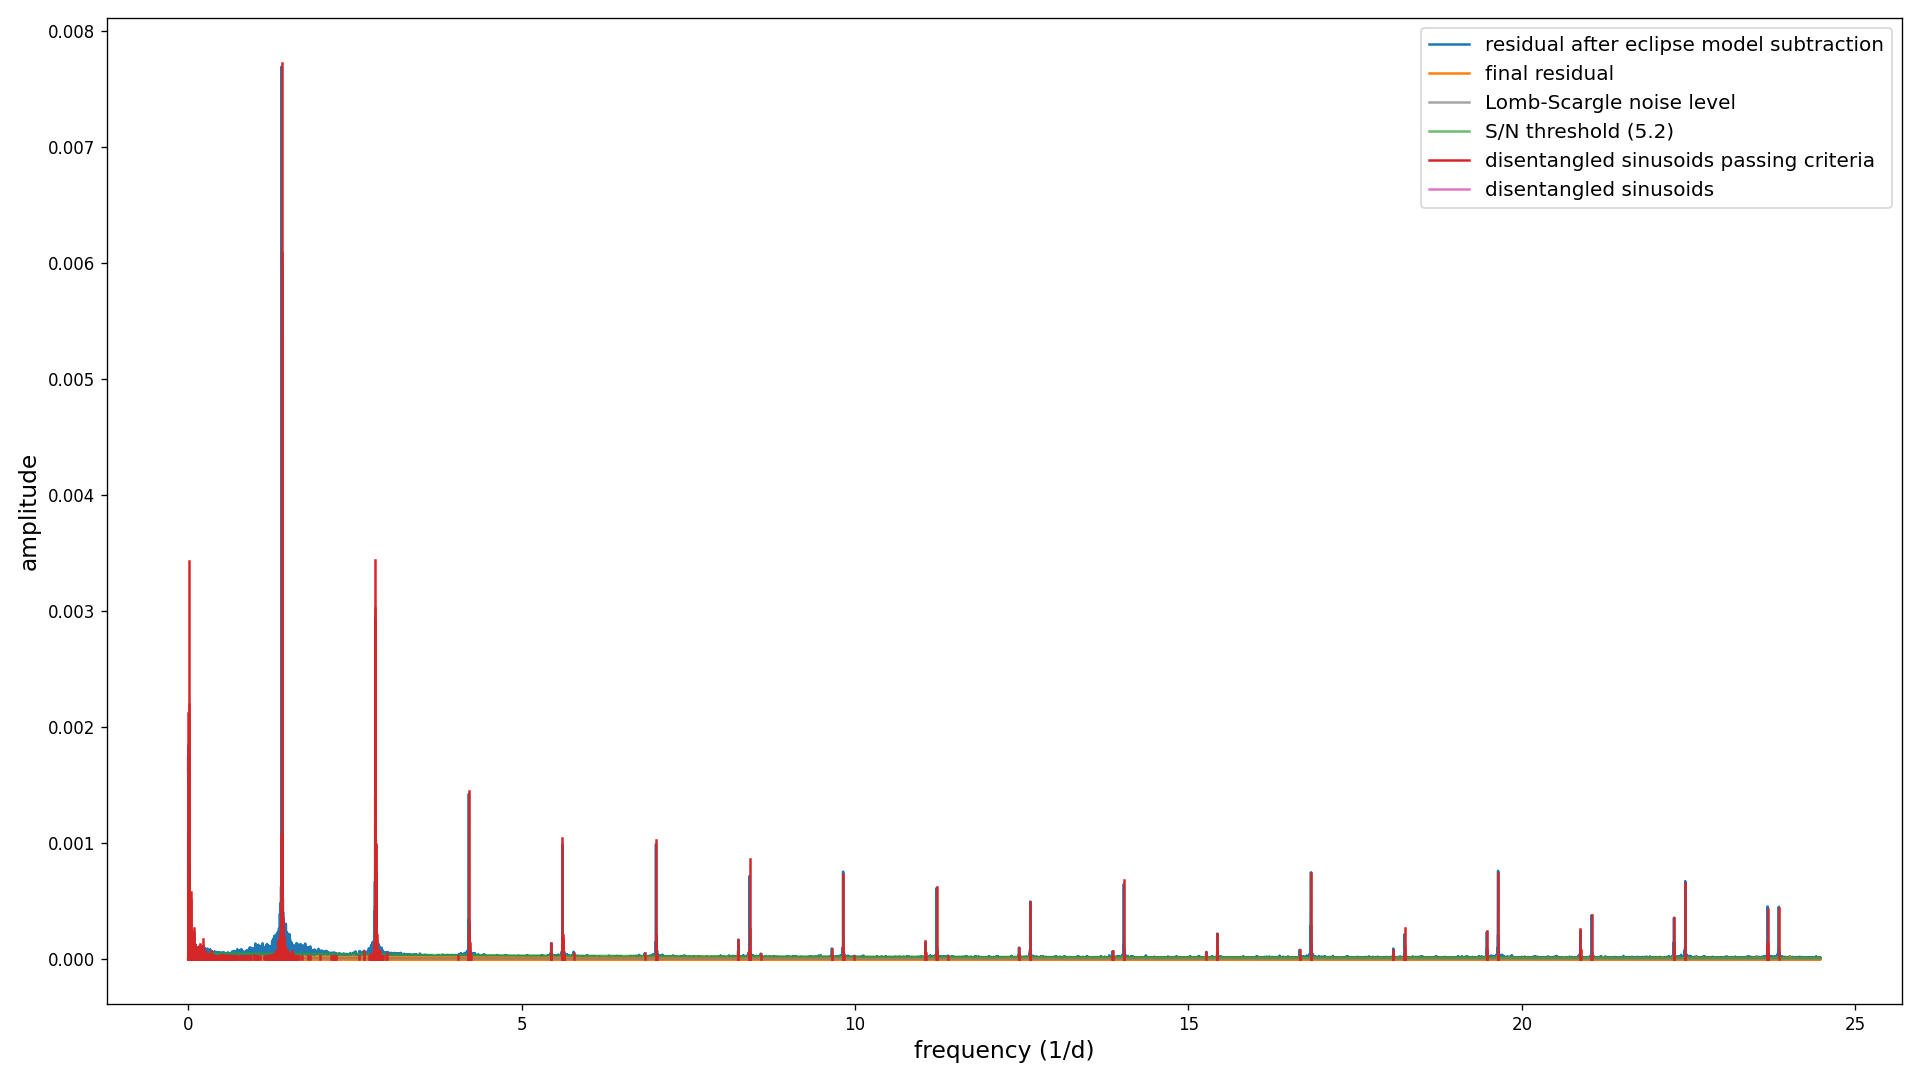 0.008
0.007
0.006
0.005
0.004
0.003
0.002
0.001
0.000
amplitude
residual after eclipse model subtraction
final residual
Lomb-Scargle noise level
S/N threshold (5.2)
disentangled sinusoids passing criteria
disentangled sinusoids
0 5 10 15 20 25
frequency (1/d)